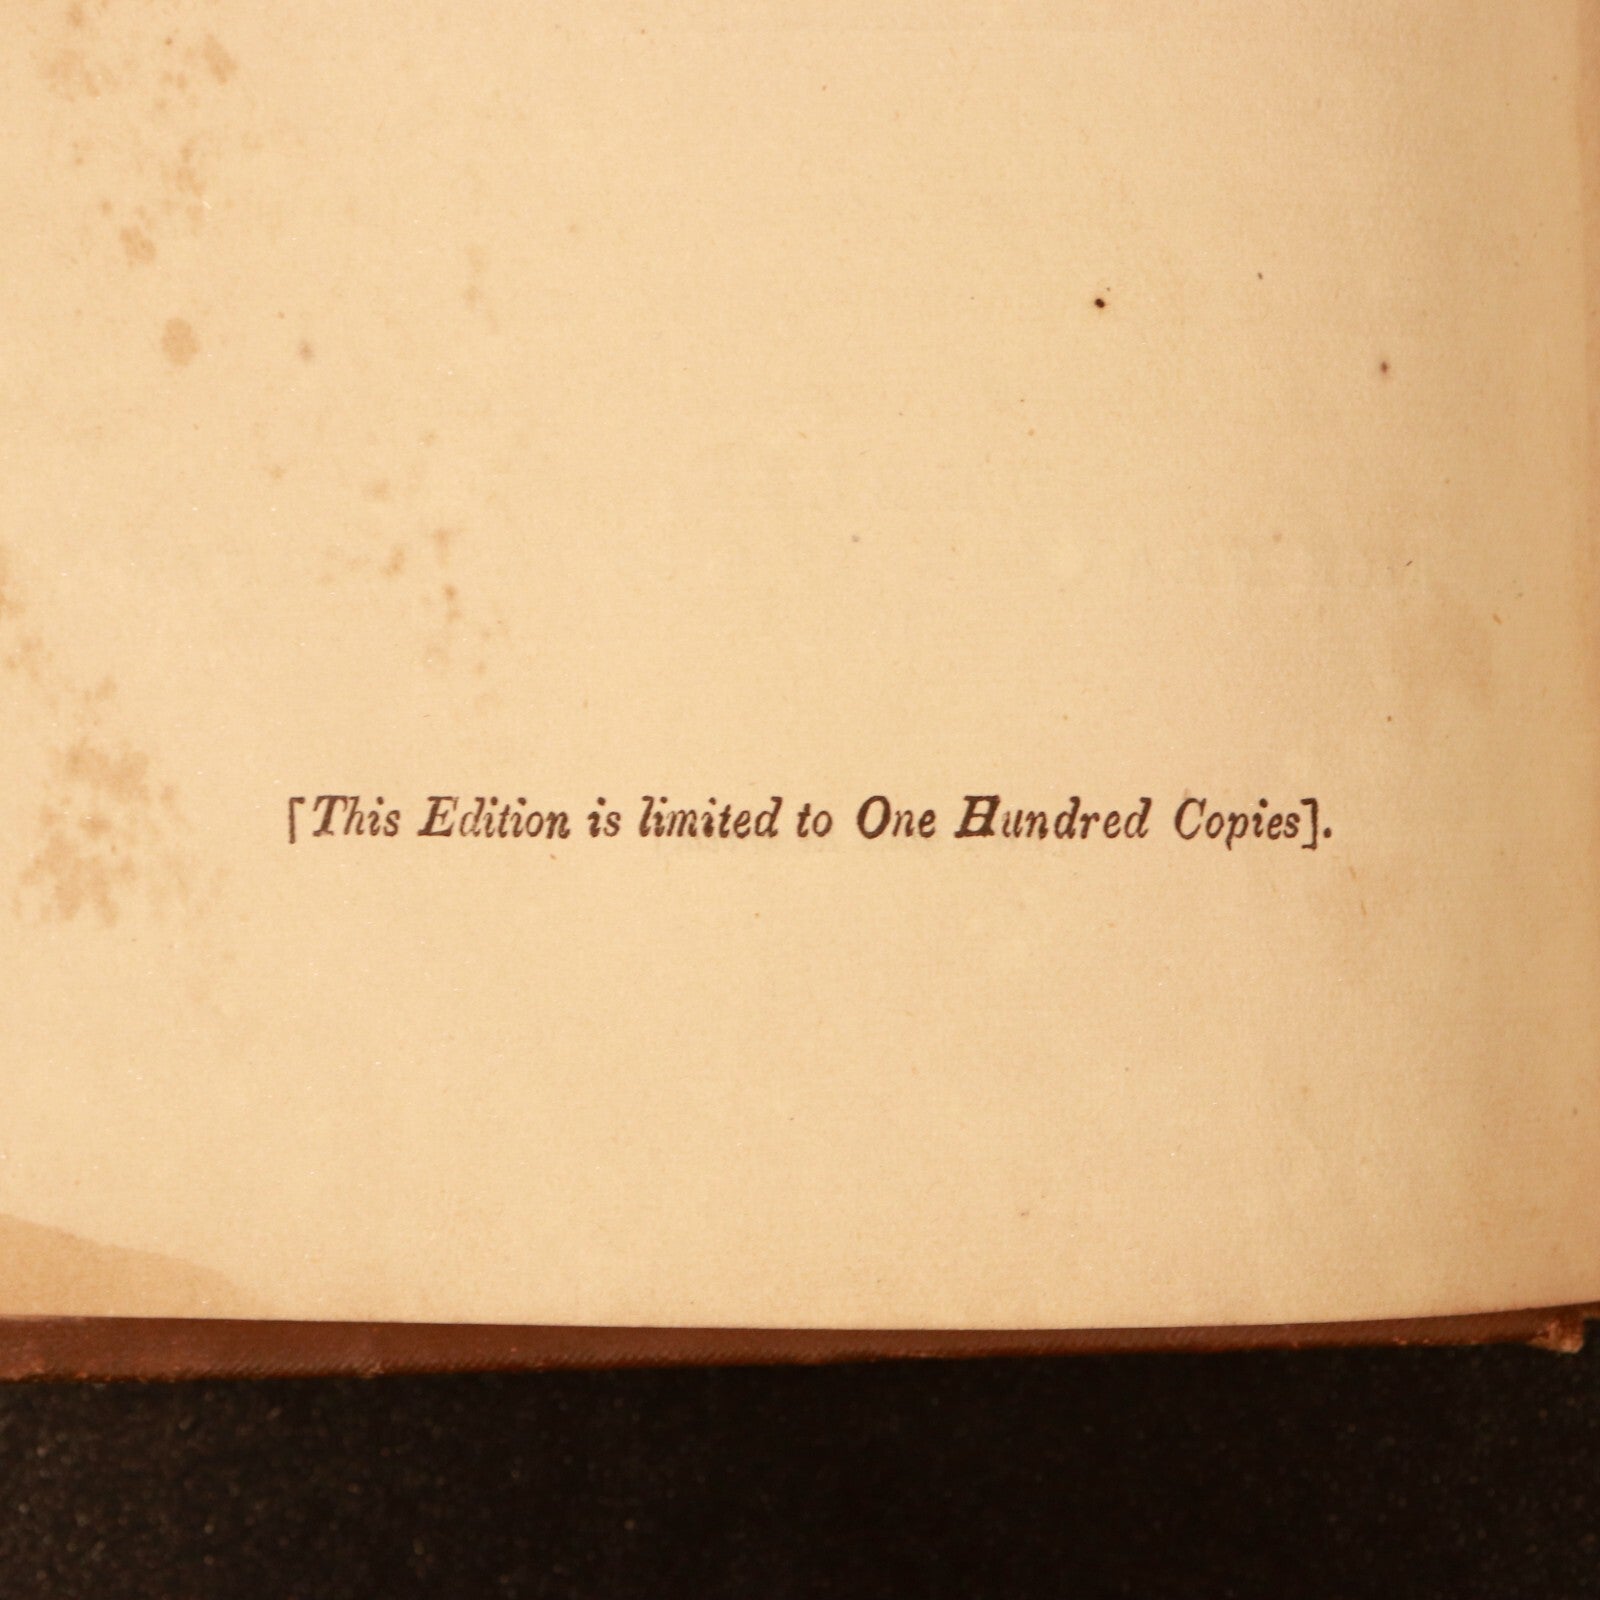 [This Edition is limited to One Hundred Copies].